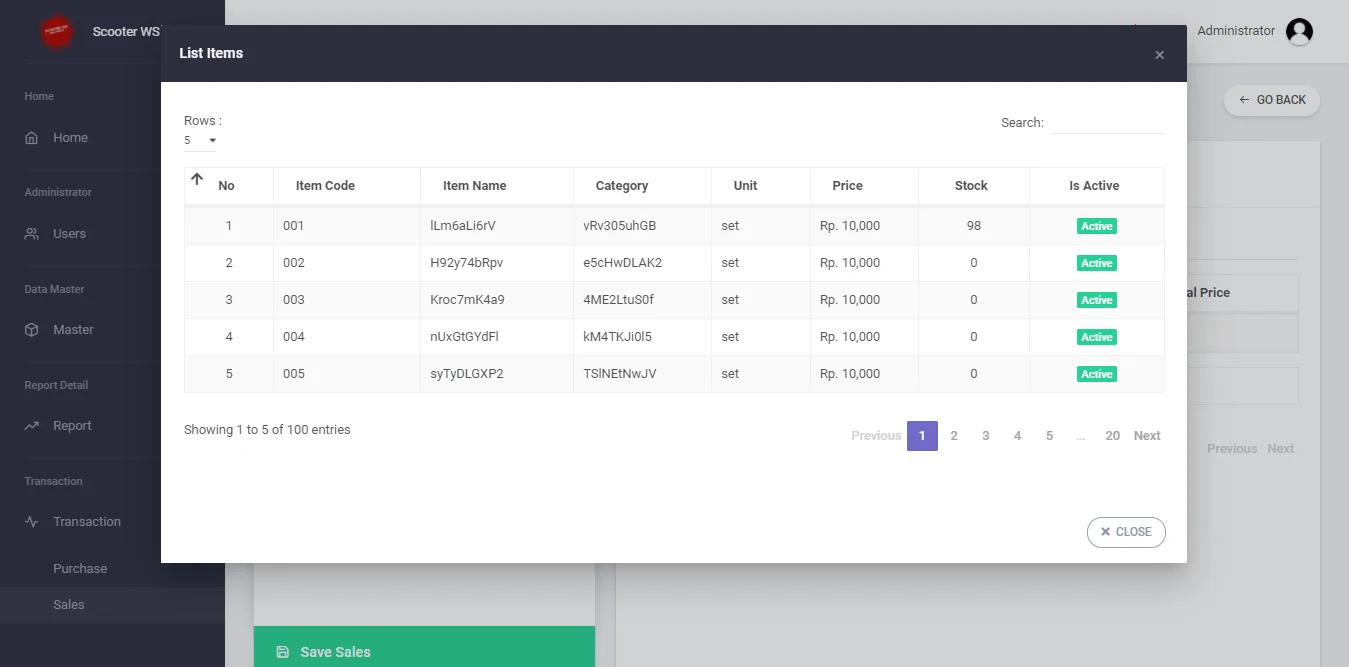 Scooter WS
Administrator
List Items
×
GO BACK
Home
Home
Administrator
Users
Data Master
Master
Report Detail
Report
Transaction
Transaction
Purchase
Sales
Rows :
5
Search:
No Item Code Item Name Category Unit Price Stock Is Active
1 001 lLm6aLi6rV vRv305uhGB set Rp. 10,000 98 Active
2 002 H92y74bRpv e5cHwDLAK2 set Rp. 10,000 0 Active
3 003 Kroc7mK4a9 4ME2LtuS0f set Rp. 10,000 0 Active
4 004 nUxGtGYdFl kM4TKJi0l5 set Rp. 10,000 0 Active
5 005 syTyDLGXP2 TSlNEtNwJV set Rp. 10,000 0 Active
Showing 1 to 5 of 100 entries
Previous 1 2 3 4 5 … 20 Next
CLOSE
al Price
Previous Next
Save Sales